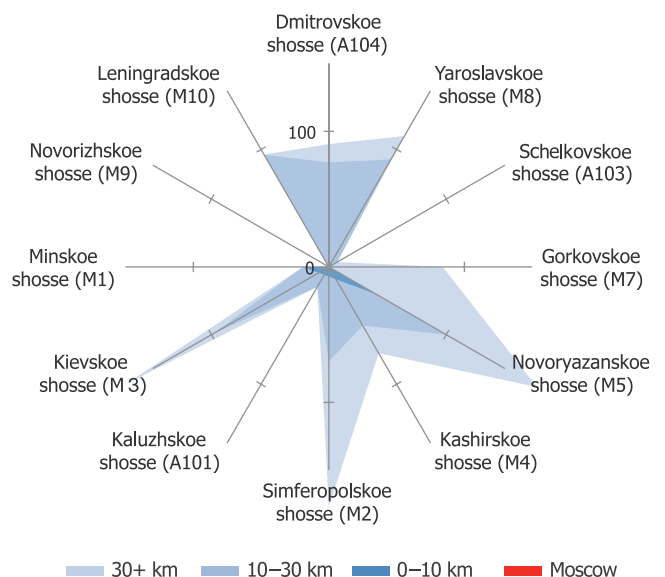 Dmitrovskoe
shosse (A104)
Leningradskoe
shosse (M10)
Yaroslavskoe
shosse (M8)
100
Novorizhskoe
shosse (M9)
Schelkovskoe
shosse (A103)
Minskoe
shosse (M1)
0
Gorkovskoe
shosse (M7)
Kievskoe
shosse (M3)
Novoryazanskoe
shosse (M5)
Kaluzhskoe
shosse (A101)
Kashirskoe
shosse (M4)
Simferopolskoe
shosse (M2)
30+ km 10–30 km 0–10 km Moscow